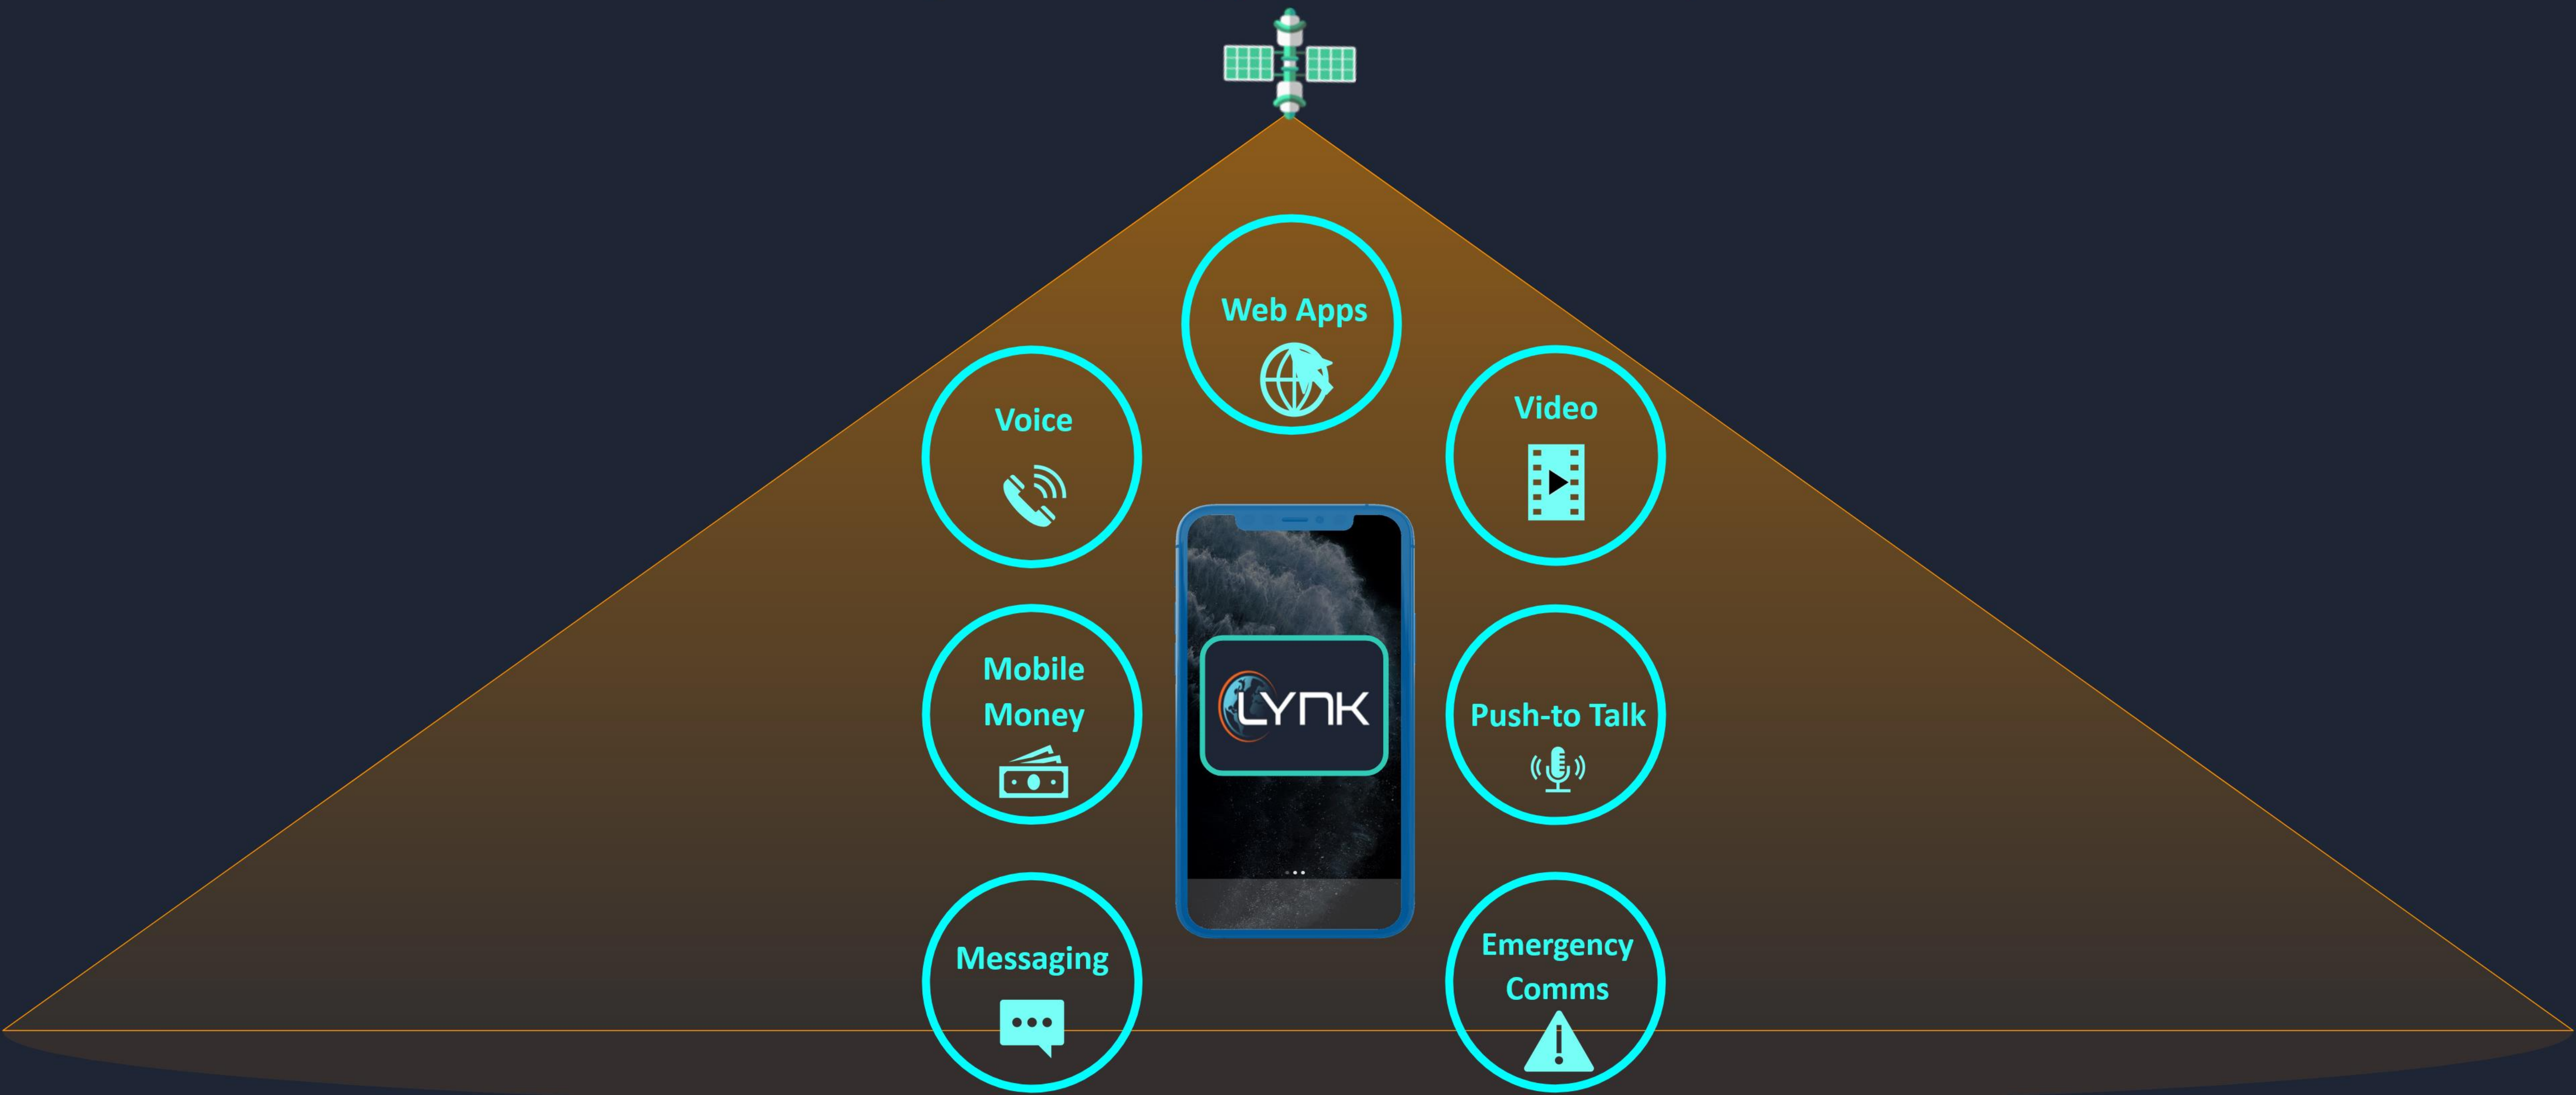 Web Apps
Voice
Video
Mobile
Money
LYNK
Push-to Talk
Messaging
Emergency
Comms